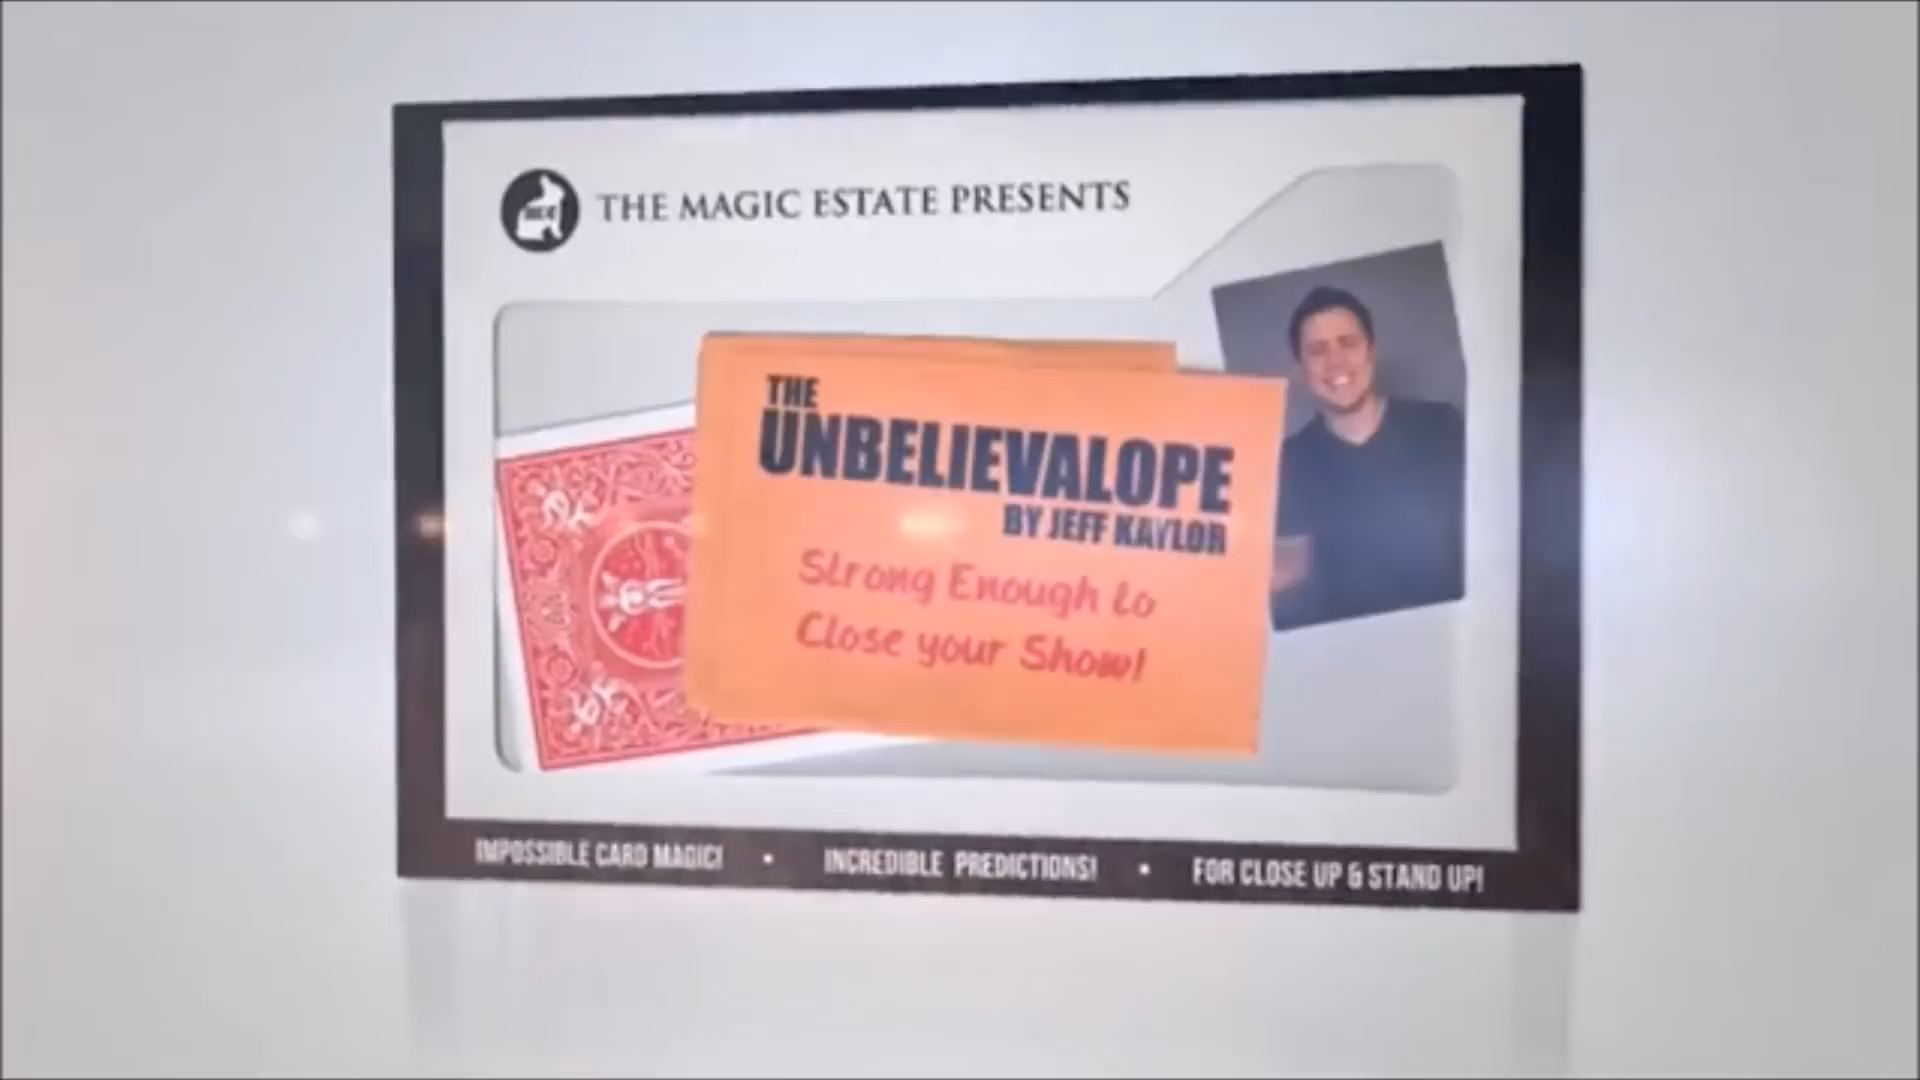 THE MAGIC ESTATE PRESENTS
THE
UNBELIEVALOPE
BY JEFF KAYLOR
Strong Enough to
Close your Show!
IMPOSSIBLE CARD MAGIC! • INCREDIBLE PREDICTIONS! • FOR CLOSE UP & STAND UP!